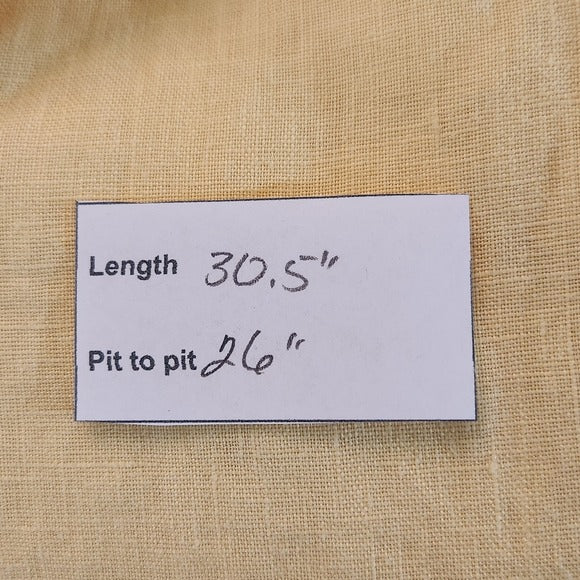 Length 30.5"
Pit to pit 26"